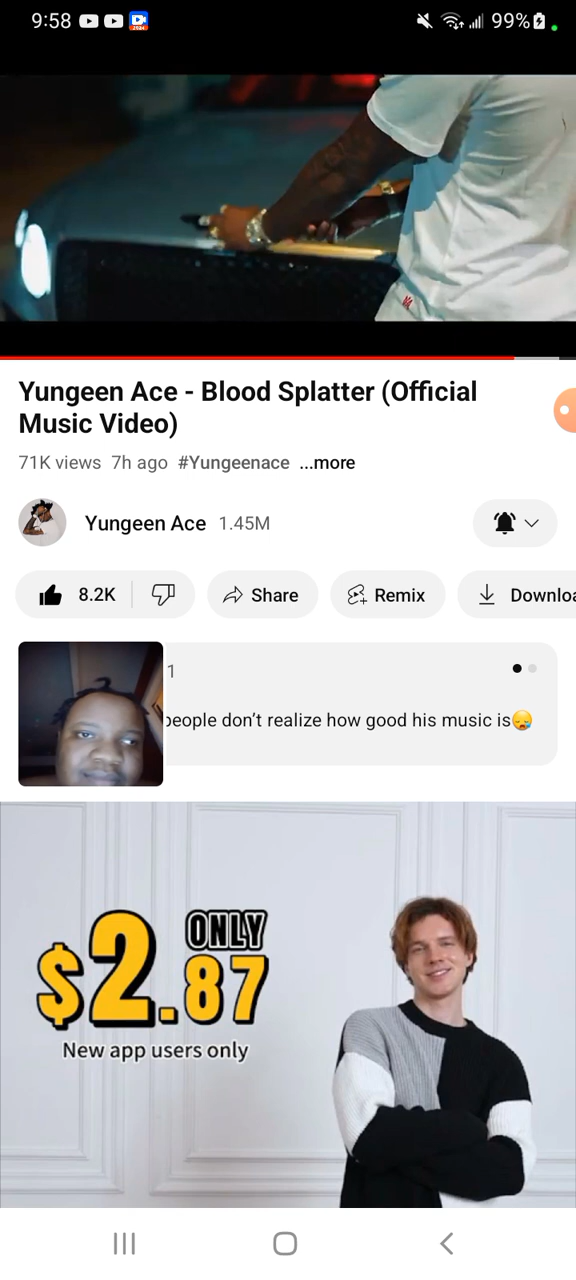 9:58 99%
Yungeen Ace - Blood Splatter (Official
Music Video)
71K views 7h ago #Yungeenace ...more
Yungeen Ace 1.45M
8.2K Share Remix Downloa
1
people don’t realize how good his music is😪
ONLY
$2.87
New app users only